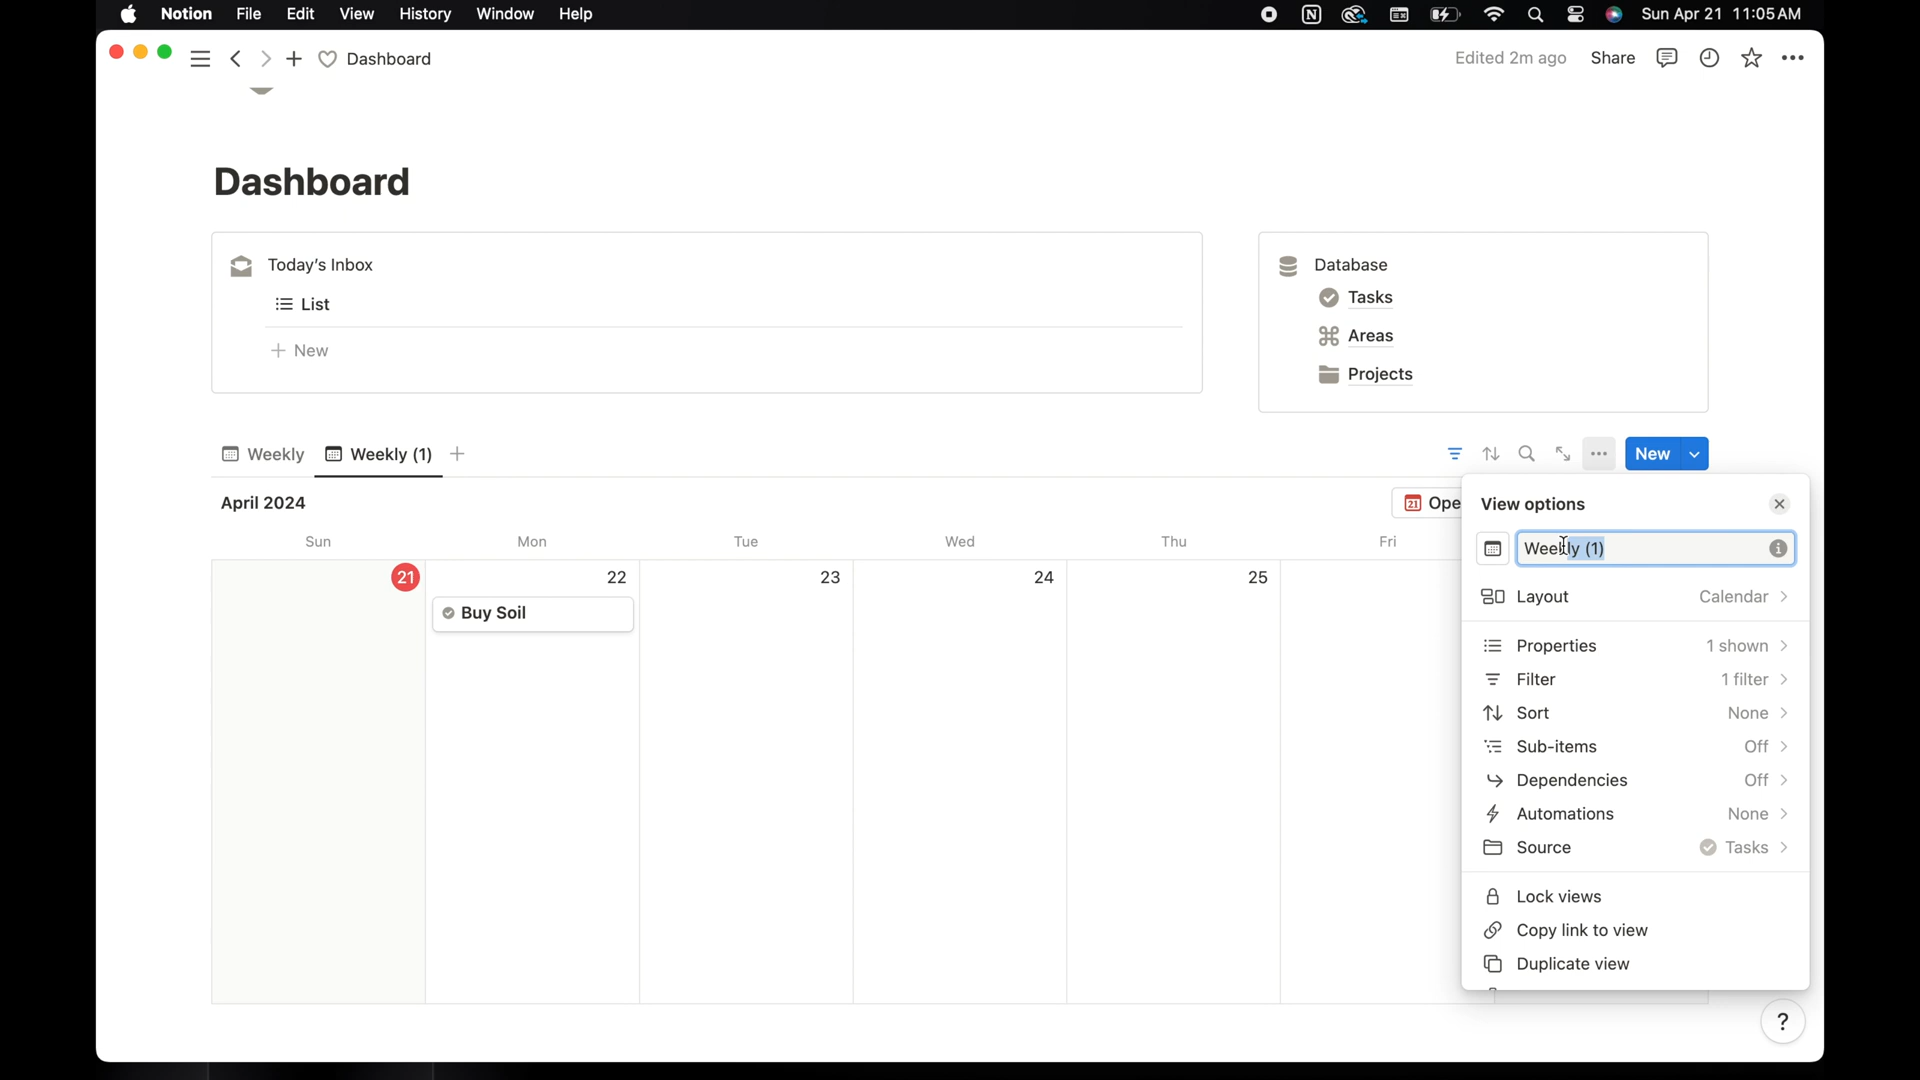 Notion File Edit View History Window Help Sun Apr 21 11:05 AM
Dashboard Edited 2m ago Share
Dashboard
Today's Inbox
List
+ New
Database
Tasks
Areas
Projects
Weekly Weekly (1) + New
April 2024 21 Ope
Sun Mon Tue Wed Thu Fri
21 22 23 24 25
Buy Soil
View options
Weekly (1)
Layout Calendar
Properties 1 shown
Filter 1 filter
Sort None
Sub-items Off
Dependencies Off
Automations None
Source Tasks
Lock views
Copy link to view
Duplicate view
?